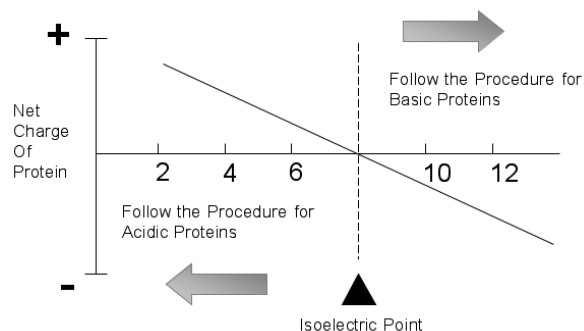 +
Follow the Procedure for
Basic Proteins
Net
Charge
Of
Protein
2 4 6 10 12
Follow the Procedure for
Acidic Proteins
-
Isoelectric Point